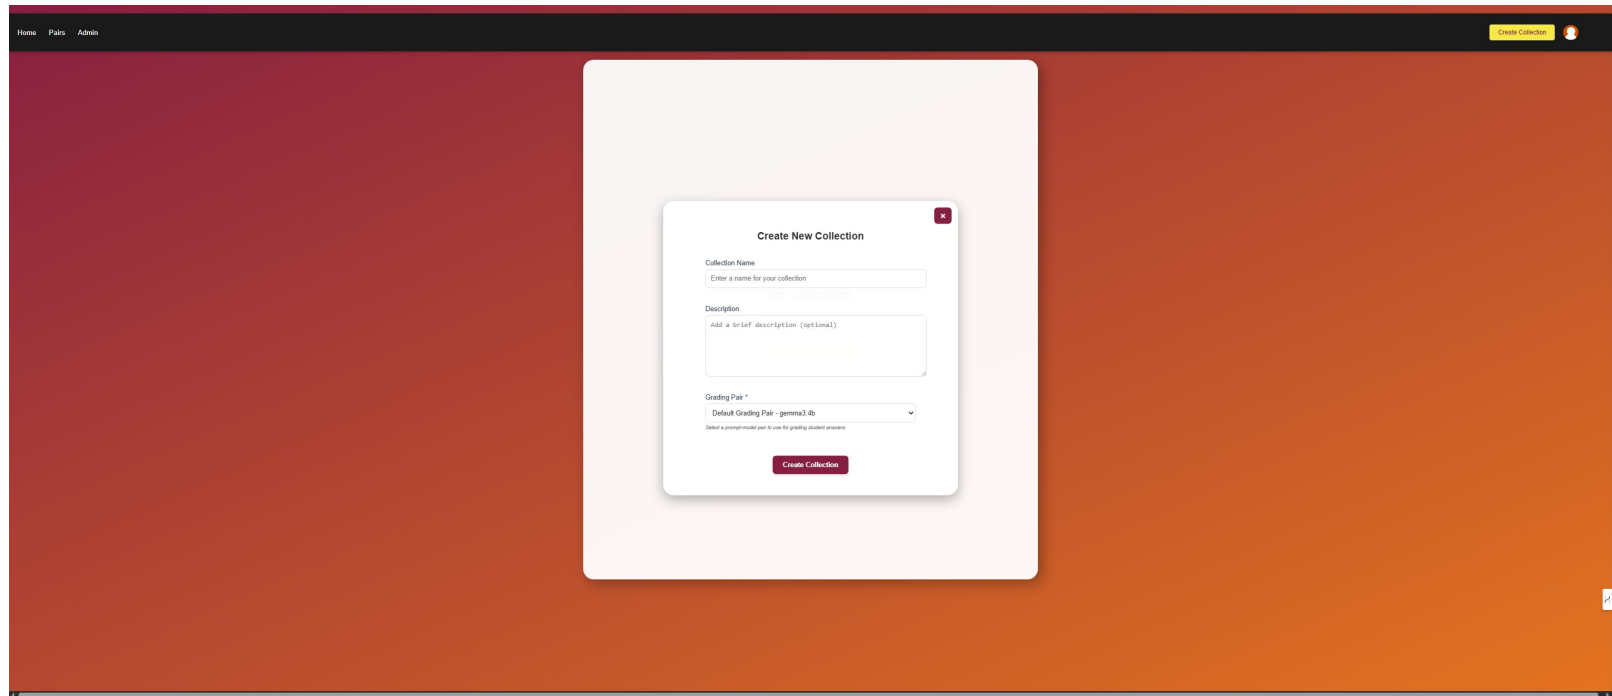 Home Pairs Admin Create Collection
Create New Collection
Collection Name
Enter a name for your collection
Description
Add a brief description (optional)
Grading Pair *
Default Grading Pair - gemma3:4b
Select a prompt-model pair to use for grading student answers.
Create Collection